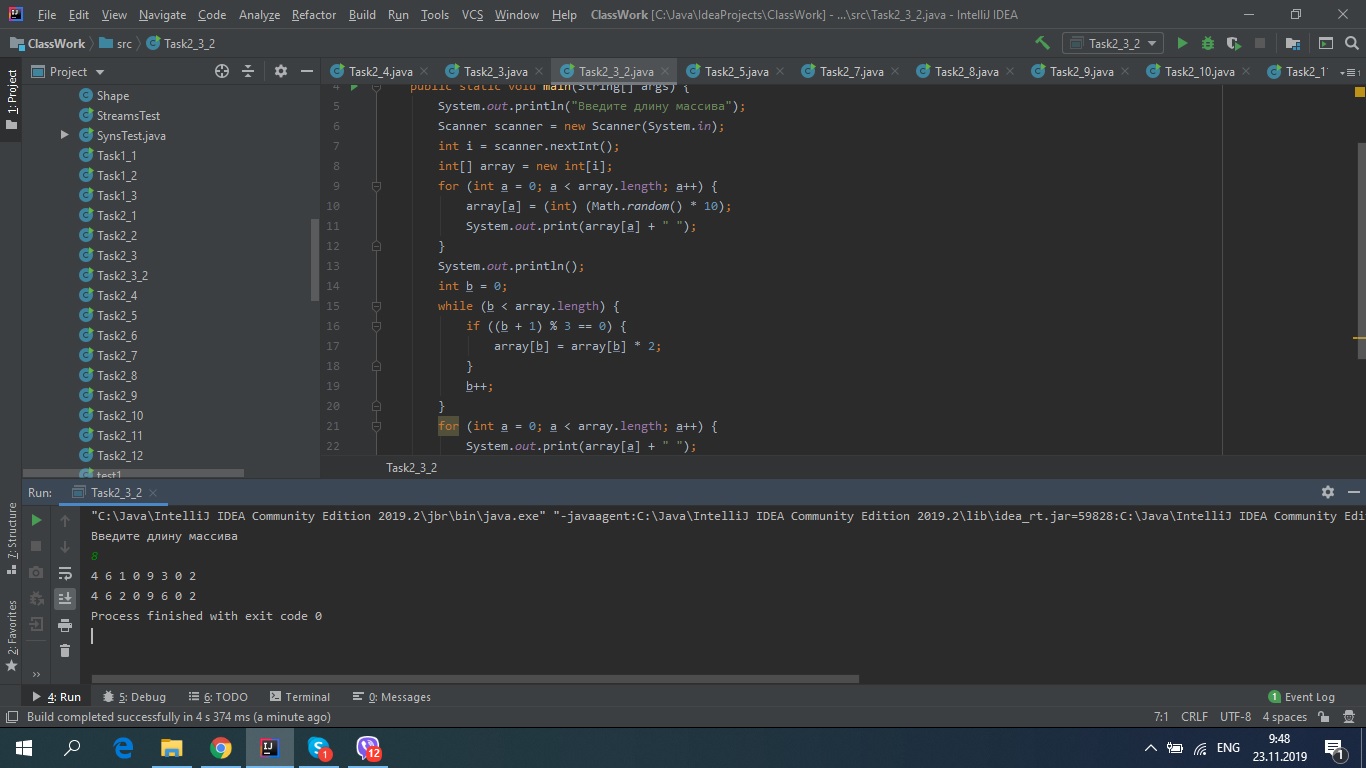 File Edit View Navigate Code Analyze Refactor Build Run Tools VCS Window Help ClassWork [C:\Java\IdeaProjects\ClassWork] - ...\src\Task2_3_2.java - IntelliJ IDEA
ClassWork src Task2_3_2 Task2_3_2
1: Project
Project
Task2_4.java Task2_3.java Task2_3_2.java Task2_5.java Task2_7.java Task2_8.java Task2_9.java Task2_10.java Task2_1
Shape
StreamsTest
SynsTest.java
Task1_1
Task1_2
Task1_3
Task2_1
Task2_2
Task2_3
Task2_3_2
Task2_4
Task2_5
Task2_6
Task2_7
Task2_8
Task2_9
Task2_10
Task2_11
Task2_12
test1
4 public static void main(String[] args) {
5 System.out.println("Введите длину массива");
6 Scanner scanner = new Scanner(System.in);
7 int i = scanner.nextInt();
8 int[] array = new int[i];
9 for (int a = 0; a < array.length; a++) {
10 array[a] = (int) (Math.random() * 10);
11 System.out.print(array[a] + " ");
12 }
13 System.out.println();
14 int b = 0;
15 while (b < array.length) {
16 if ((b + 1) % 3 == 0) {
17 array[b] = array[b] * 2;
18 }
19 b++;
20 }
21 for (int a = 0; a < array.length; a++) {
22 System.out.print(array[a] + " ");
Task2_3_2
Run: Task2_3_2
7: Structure
2: Favorites
"C:\Java\IntelliJ IDEA Community Edition 2019.2\jbr\bin\java.exe" "-javaagent:C:\Java\IntelliJ IDEA Community Edition 2019.2\lib\idea_rt.jar=59828:C:\Java\IntelliJ IDEA Community Edi
Введите длину массива
8
4 6 1 0 9 3 0 2
4 6 2 0 9 6 0 2
Process finished with exit code 0
4: Run 5: Debug 6: TODO Terminal 0: Messages 1 Event Log
Build completed successfully in 4 s 374 ms (a minute ago) 7:1 CRLF UTF-8 4 spaces
IJ S 1 12 ENG 9:48
23.11.2019 1